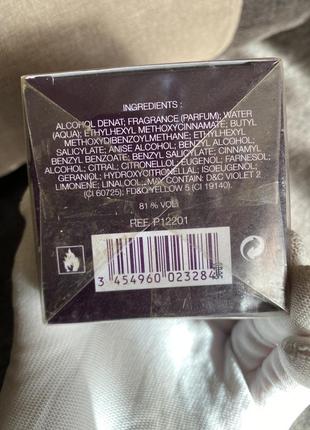 INGREDIENTS :
ALCOHOL DENAT; FRAGRANCE (PARFUM); WATER
(AQUA); ETHYLHEXYL METHOXYCINNAMATE; BUTYL
METHOXYDIBENZOYLMETHANE; ETHYLHEXYL
SALICYLATE; ANISE ALCOHOL; BENZYL ALCOHOL;
BENZYL BENZOATE; BENZYL SALICYLATE; CINNAMYL
ALCOHOL; CITRAL; CITRONELLOL; EUGENOL; FARNESOL;
GERANIOL; HYDROXYCITRONELLAL; ISOEUGENOL;
LIMONENE; LINALOOL; MAY CONTAIN: D&C VIOLET 2
(CI 60725); FD&C YELLOW 5 (CI 19140).
81 % VOL
REF. P12201
3 454960 023284